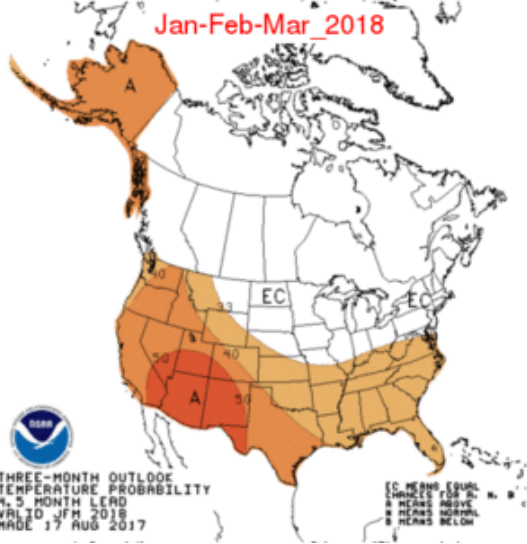 Jan-Feb-Mar_2018
A
40
EC
EC
33
40
50
A
50
NOAA
THREE-MONTH OUTLOOK
TEMPERATURE PROBABILITY
4.5 MONTH LEAD
VALID JFM 2018
MADE 17 AUG 2017
EC MEANS EQUAL
CHANCES FOR A, N, B
A MEANS ABOVE
N MEANS NORMAL
B MEANS BELOW